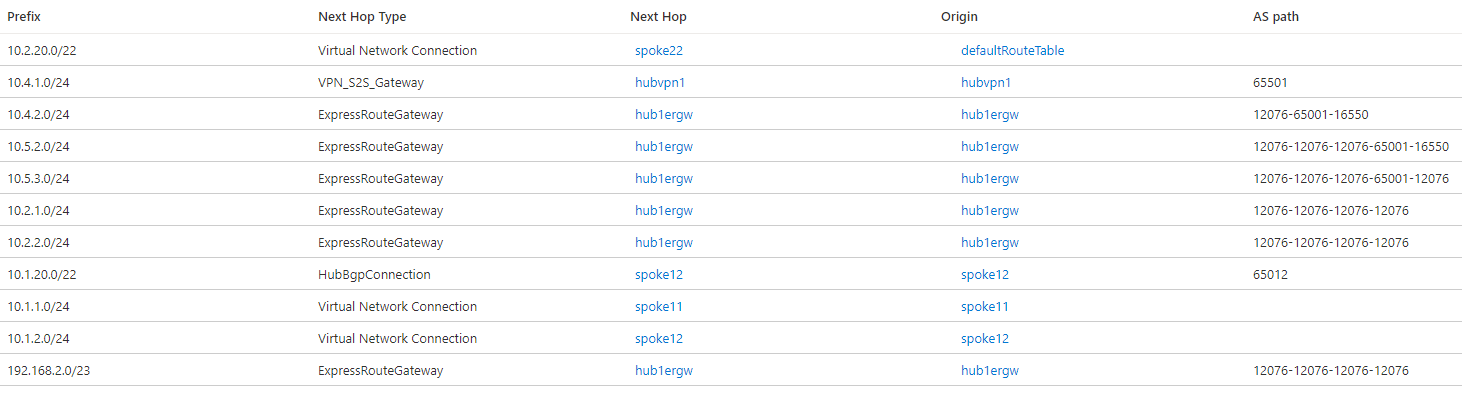 Prefix Next Hop Type Next Hop Origin AS path
10.2.20.0/22 Virtual Network Connection spoke22 defaultRouteTable
10.4.1.0/24 VPN_S2S_Gateway hubvpn1 hubvpn1 65501
10.4.2.0/24 ExpressRouteGateway hub1ergw hub1ergw 12076-65001-16550
10.5.2.0/24 ExpressRouteGateway hub1ergw hub1ergw 12076-12076-12076-65001-16550
10.5.3.0/24 ExpressRouteGateway hub1ergw hub1ergw 12076-12076-12076-65001-12076
10.2.1.0/24 ExpressRouteGateway hub1ergw hub1ergw 12076-12076-12076-12076
10.2.2.0/24 ExpressRouteGateway hub1ergw hub1ergw 12076-12076-12076-12076
10.1.20.0/22 HubBgpConnection spoke12 spoke12 65012
10.1.1.0/24 Virtual Network Connection spoke11 spoke11
10.1.2.0/24 Virtual Network Connection spoke12 spoke12
192.168.2.0/23 ExpressRouteGateway hub1ergw hub1ergw 12076-12076-12076-12076